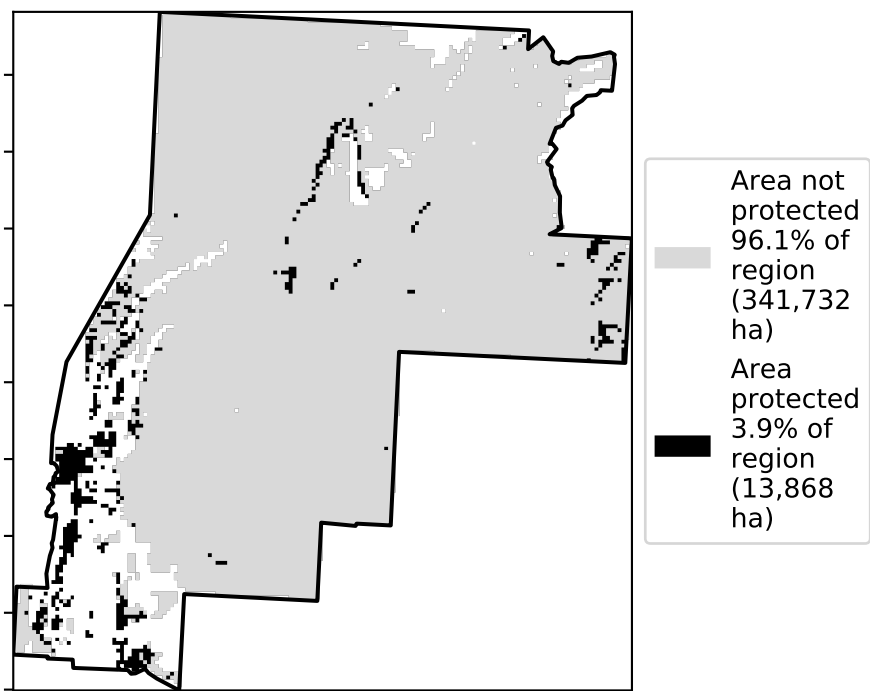 Area not
protected
96.1% of
region
(341,732
ha)
Area
protected
3.9% of
region
(13,868
ha)